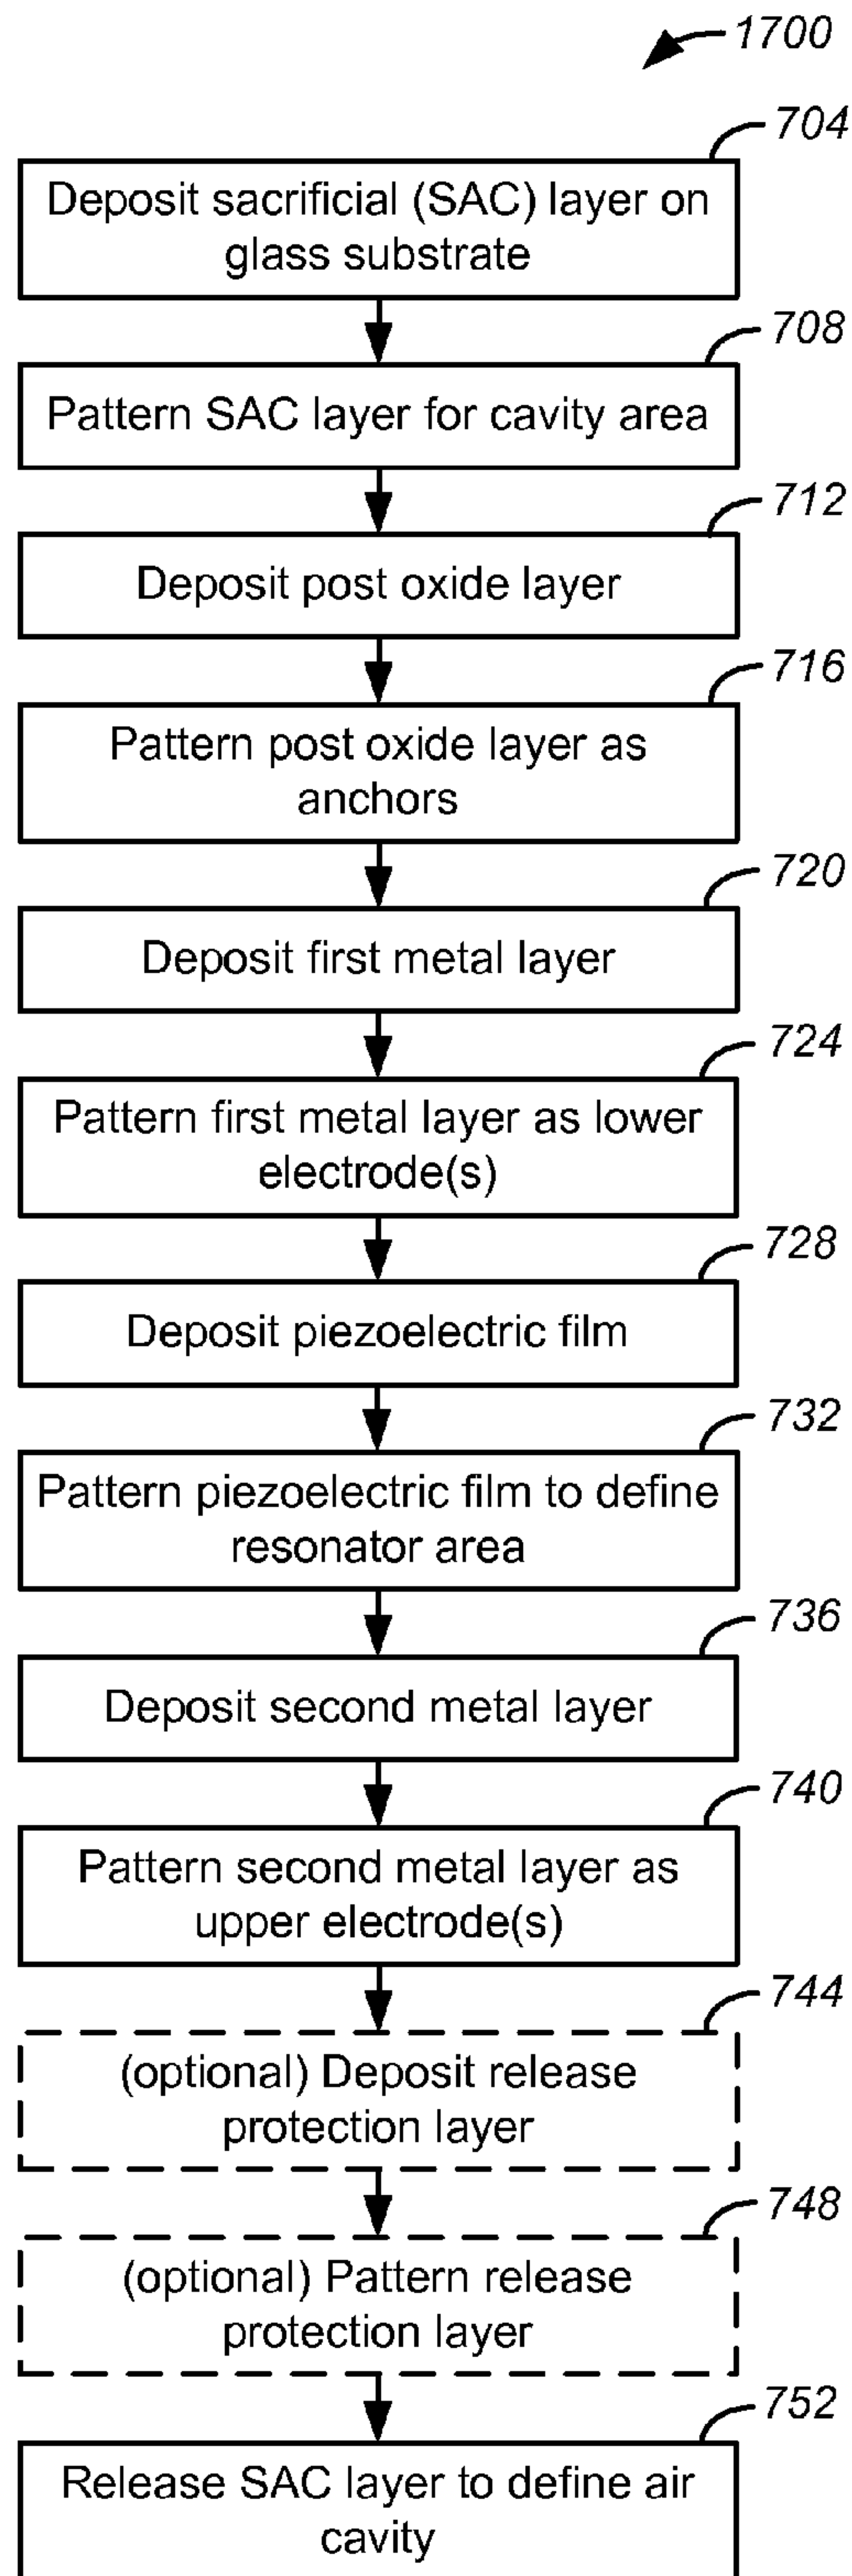 1700
704
Deposit sacrificial (SAC) layer on
glass substrate
708
Pattern SAC layer for cavity area
712
Deposit post oxide layer
716
Pattern post oxide layer as
anchors
720
Deposit first metal layer
724
Pattern first metal layer as lower
electrode(s)
728
Deposit piezoelectric film
732
Pattern piezoelectric film to define
resonator area
736
Deposit second metal layer
740
Pattern second metal layer as
upper electrode(s)
744
(optional) Deposit release
protection layer
748
(optional) Pattern release
protection layer
752
Release SAC layer to define air
cavity